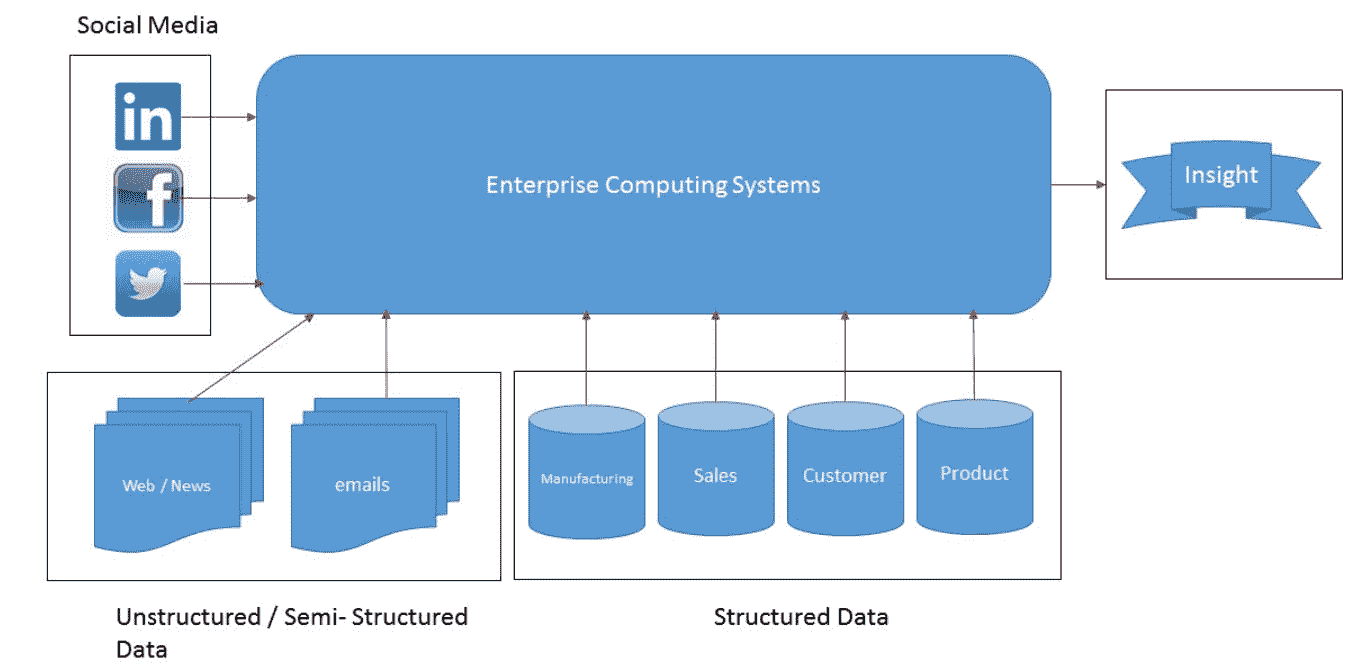 Social Media
in
f
Enterprise Computing Systems
Insight
Web / News
emails
Manufacturing
Sales
Customer
Product
Unstructured / Semi- Structured
Data
Structured Data